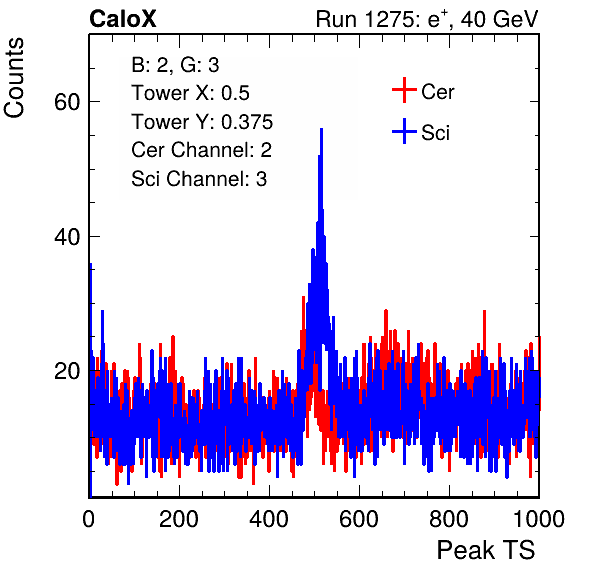 CaloX Run 1275: e⁺, 40 GeV
Counts
B: 2, G: 3
Tower X: 0.5
Tower Y: 0.375
Cer Channel: 2
Sci Channel: 3
Cer
Sci
60
40
20
0 200 400 600 800 1000
Peak TS